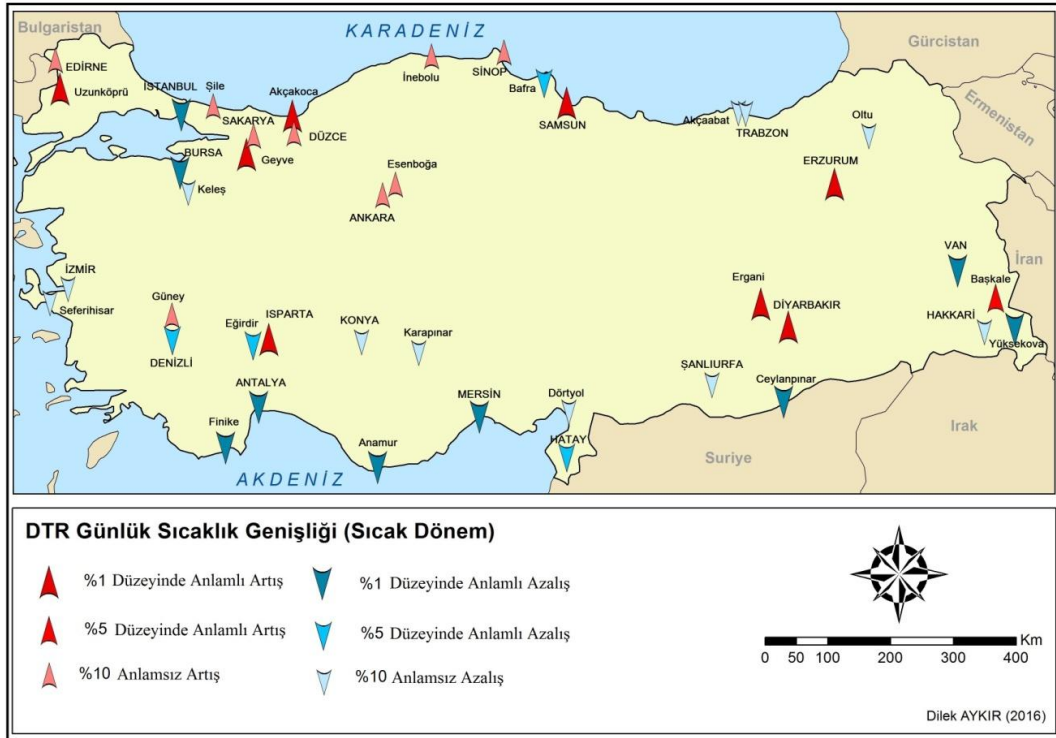 Bulgaristan
KARADENİZ
Gürcistan
EDİRNE
İnebolu
SİNOP
Uzunköprü
İSTANBUL
Şile
Akçakoca
Bafra
Ermenistan
SAKARYA
DÜZCE
SAMSUN
Akçaabat
TRABZON
Oltu
BURSA
Geyve
Esenboğa
ERZURUM
Keleş
ANKARA
VAN
İran
İZMİR
Seferihisar
Güney
Ergani
Başkale
Eğirdir
ISPARTA
KONYA
Karapınar
DİYARBAKIR
HAKKARİ
Yüksekova
DENİZLİ
ŞANLIURFA
ANTALYA
MERSİN
Dörtyol
Ceylanpınar
Finike
Anamur
HATAY
Irak
Suriye
AKDENİZ
DTR Günlük Sıcaklık Genişliği (Sıcak Dönem)
%1 Düzeyinde Anlamlı Artış
%1 Düzeyinde Anlamlı Azalış
%5 Düzeyinde Anlamlı Artış
%5 Düzeyinde Anlamlı Azalış
%10 Anlamsız Artış
%10 Anlamsız Azalış
Km
0 50 100 200 300 400
Dilek AYKIR (2016)